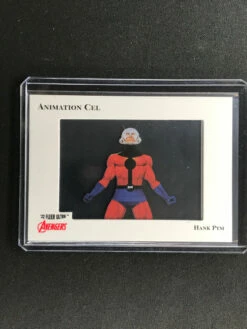 ANIMATION CEL
'22 FLEER ULTRA
AVENGERS
HANK PYM